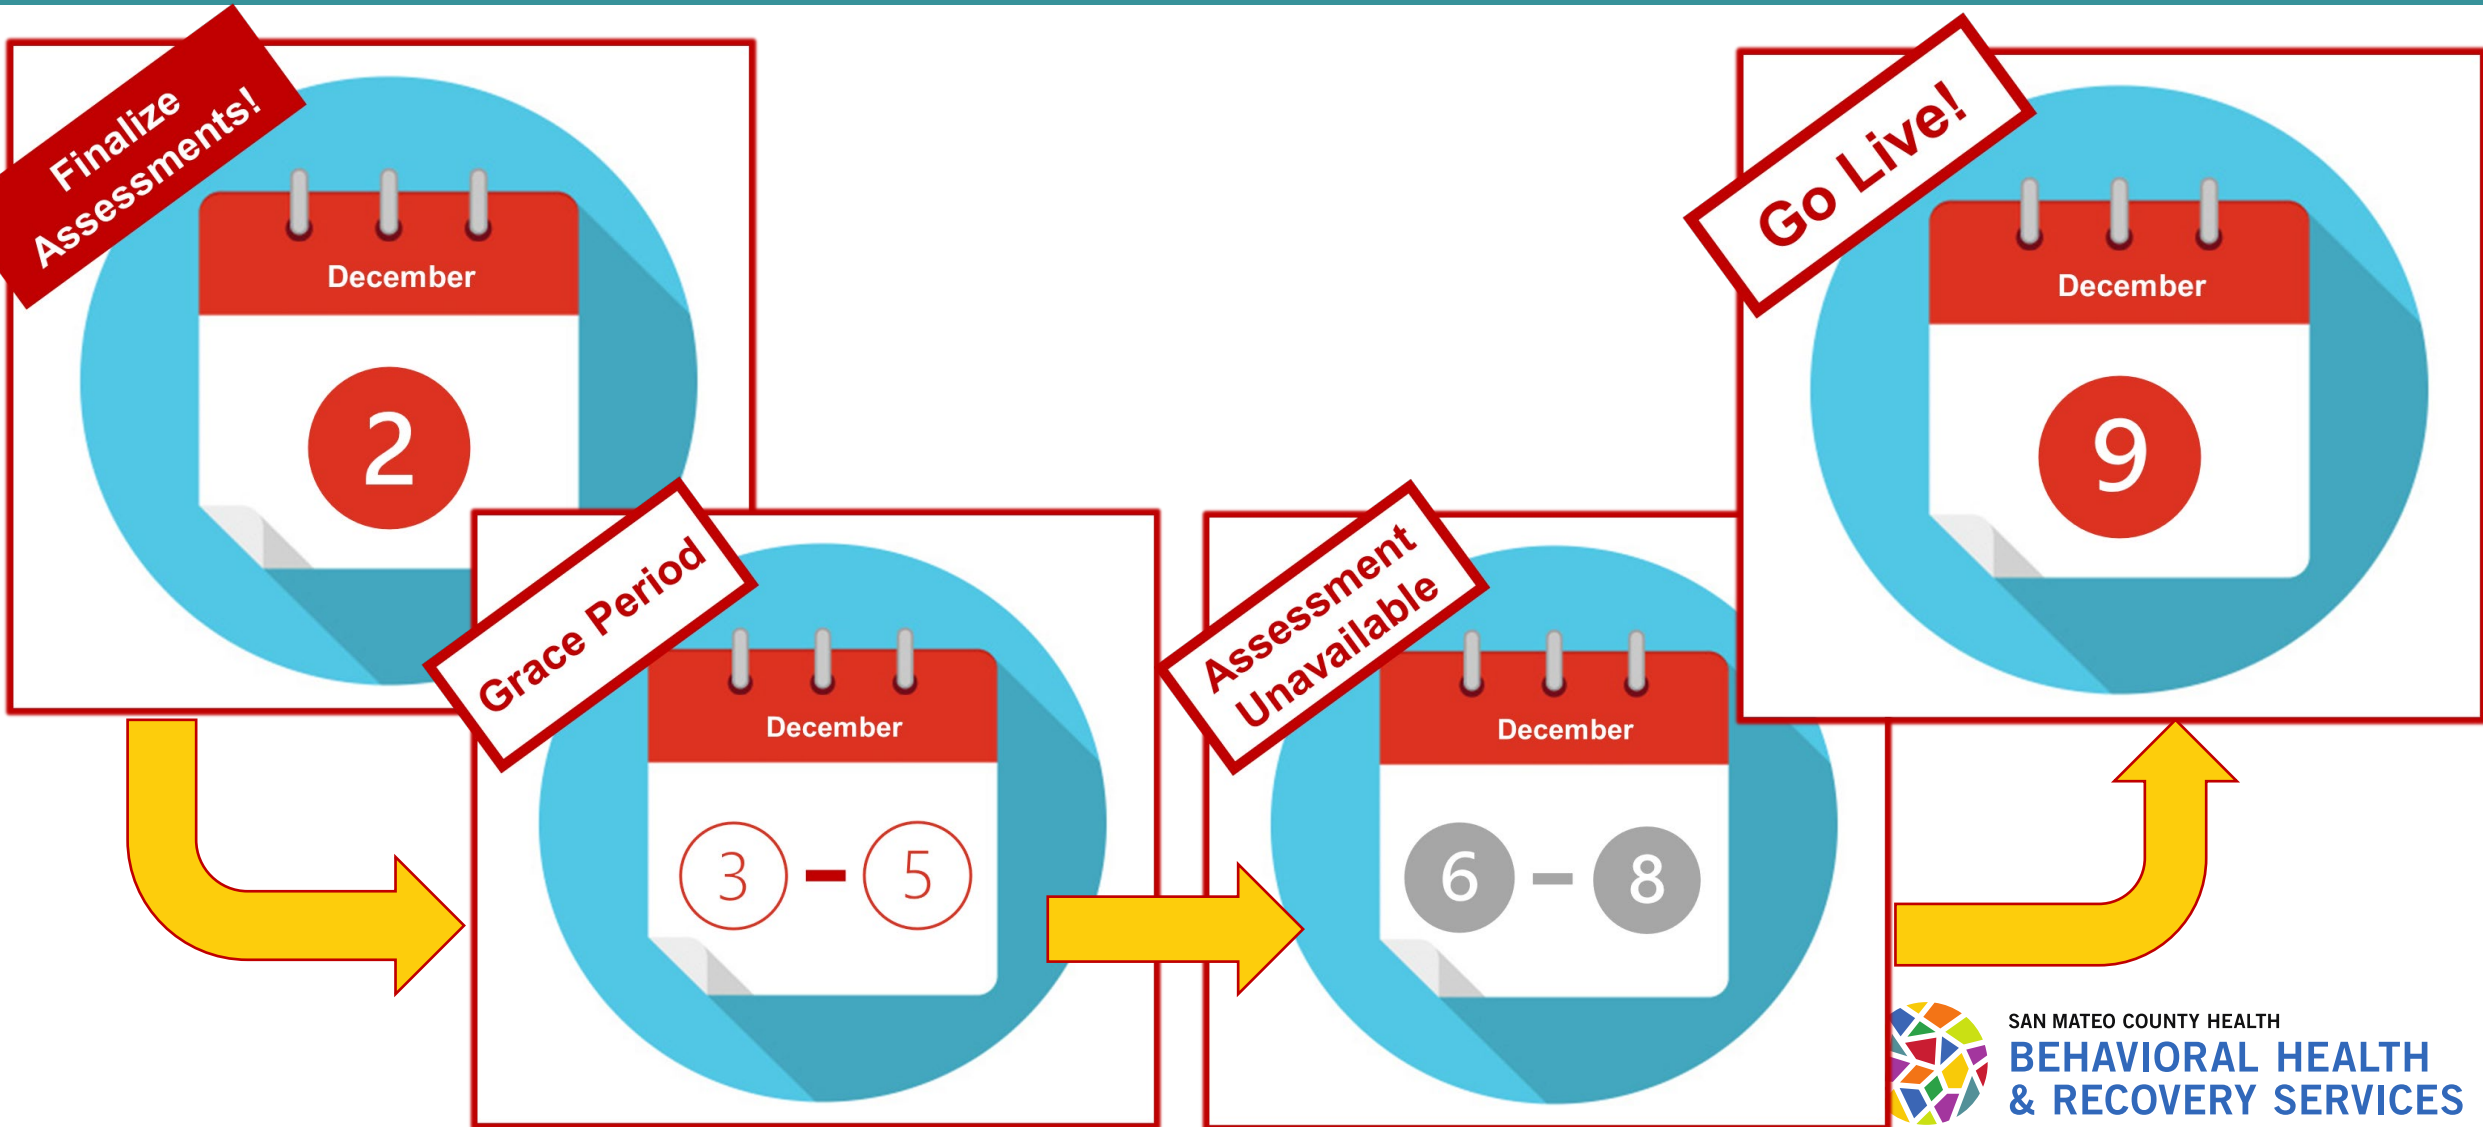 Finalize
Assessments!
December
2
Grace Period
December
3 - 5
Assessment
Unavailable
December
6 - 8
Go Live!
December
9
SAN MATEO COUNTY HEALTH
BEHAVIORAL HEALTH
& RECOVERY SERVICES